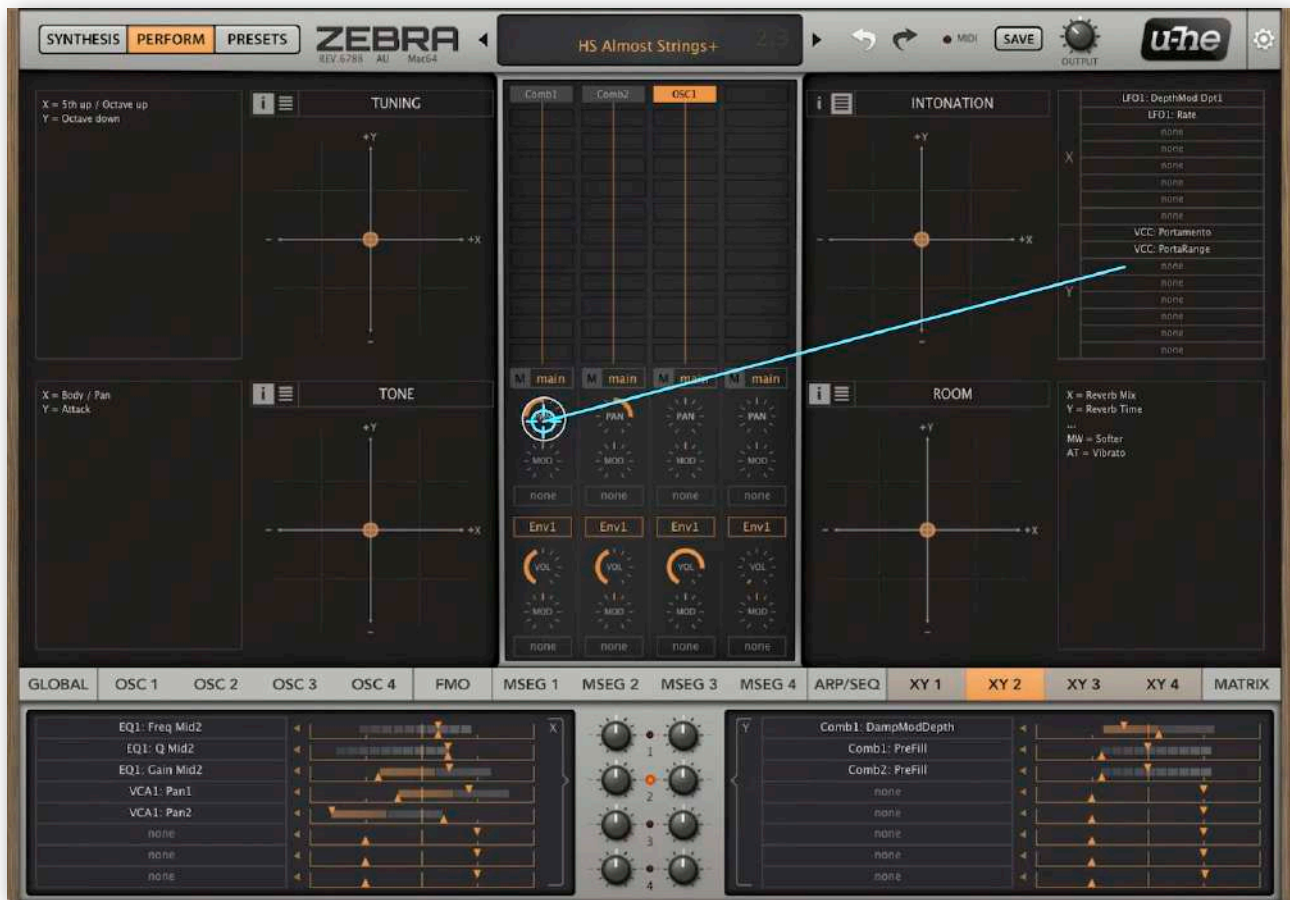 SYNTHESIS PERFORM PRESETS
ZEBRA
REV.6788 AU Mac64
HS Almost Strings+
MIDI
SAVE
OUTPUT
u-he
X = 5th up / Octave up
Y = Octave down
i TUNING
+Y
- +X
-
Comb1 Comb2 OSC1
M main M main M main M main
PAN PAN PAN
MOD MOD MOD MOD
none none none none
Env1 Env1 Env1 Env1
VOL VOL VOL VOL
MOD MOD MOD MOD
none none none none
i INTONATION
+Y
- +X
-
X
LFO1: DepthMod Dpt1
LFO1: Rate
none
none
none
none
none
none
Y
VCC: Portamento
VCC: PortaRange
none
none
none
none
none
none
X = Body / Pan
Y = Attack
i TONE
+Y
- +X
-
i ROOM
+Y
- +X
-
X = Reverb Mix
Y = Reverb Time
...
MW = Softer
AT = Vibrato
GLOBAL OSC 1 OSC 2 OSC 3 OSC 4 FMO MSEG 1 MSEG 2 MSEG 3 MSEG 4 ARP/SEQ XY 1 XY 2 XY 3 XY 4 MATRIX
X
EQ1: Freq Mid2
EQ1: Q Mid2
EQ1: Gain Mid2
VCA1: Pan1
VCA1: Pan2
none
none
none
1
2
3
4
Y
Comb1: DampModDepth
Comb1: PreFill
Comb2: PreFill
none
none
none
none
none